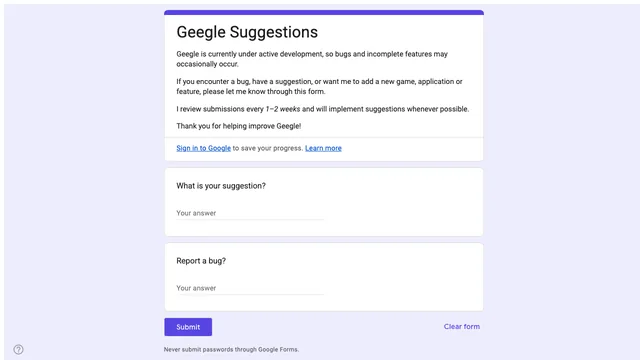 Geegle Suggestions
Geegle is currently under active development, so bugs and incomplete features may
occasionally occur.
If you encounter a bug, have a suggestion, or want me to add a new game, application or
feature, please let me know through this form.
I review submissions every 1–2 weeks and will implement suggestions whenever possible.
Thank you for helping improve Geegle!
Sign in to Google to save your progress. Learn more
What is your suggestion?
Your answer
Report a bug?
Your answer
Submit
Clear form
Never submit passwords through Google Forms.